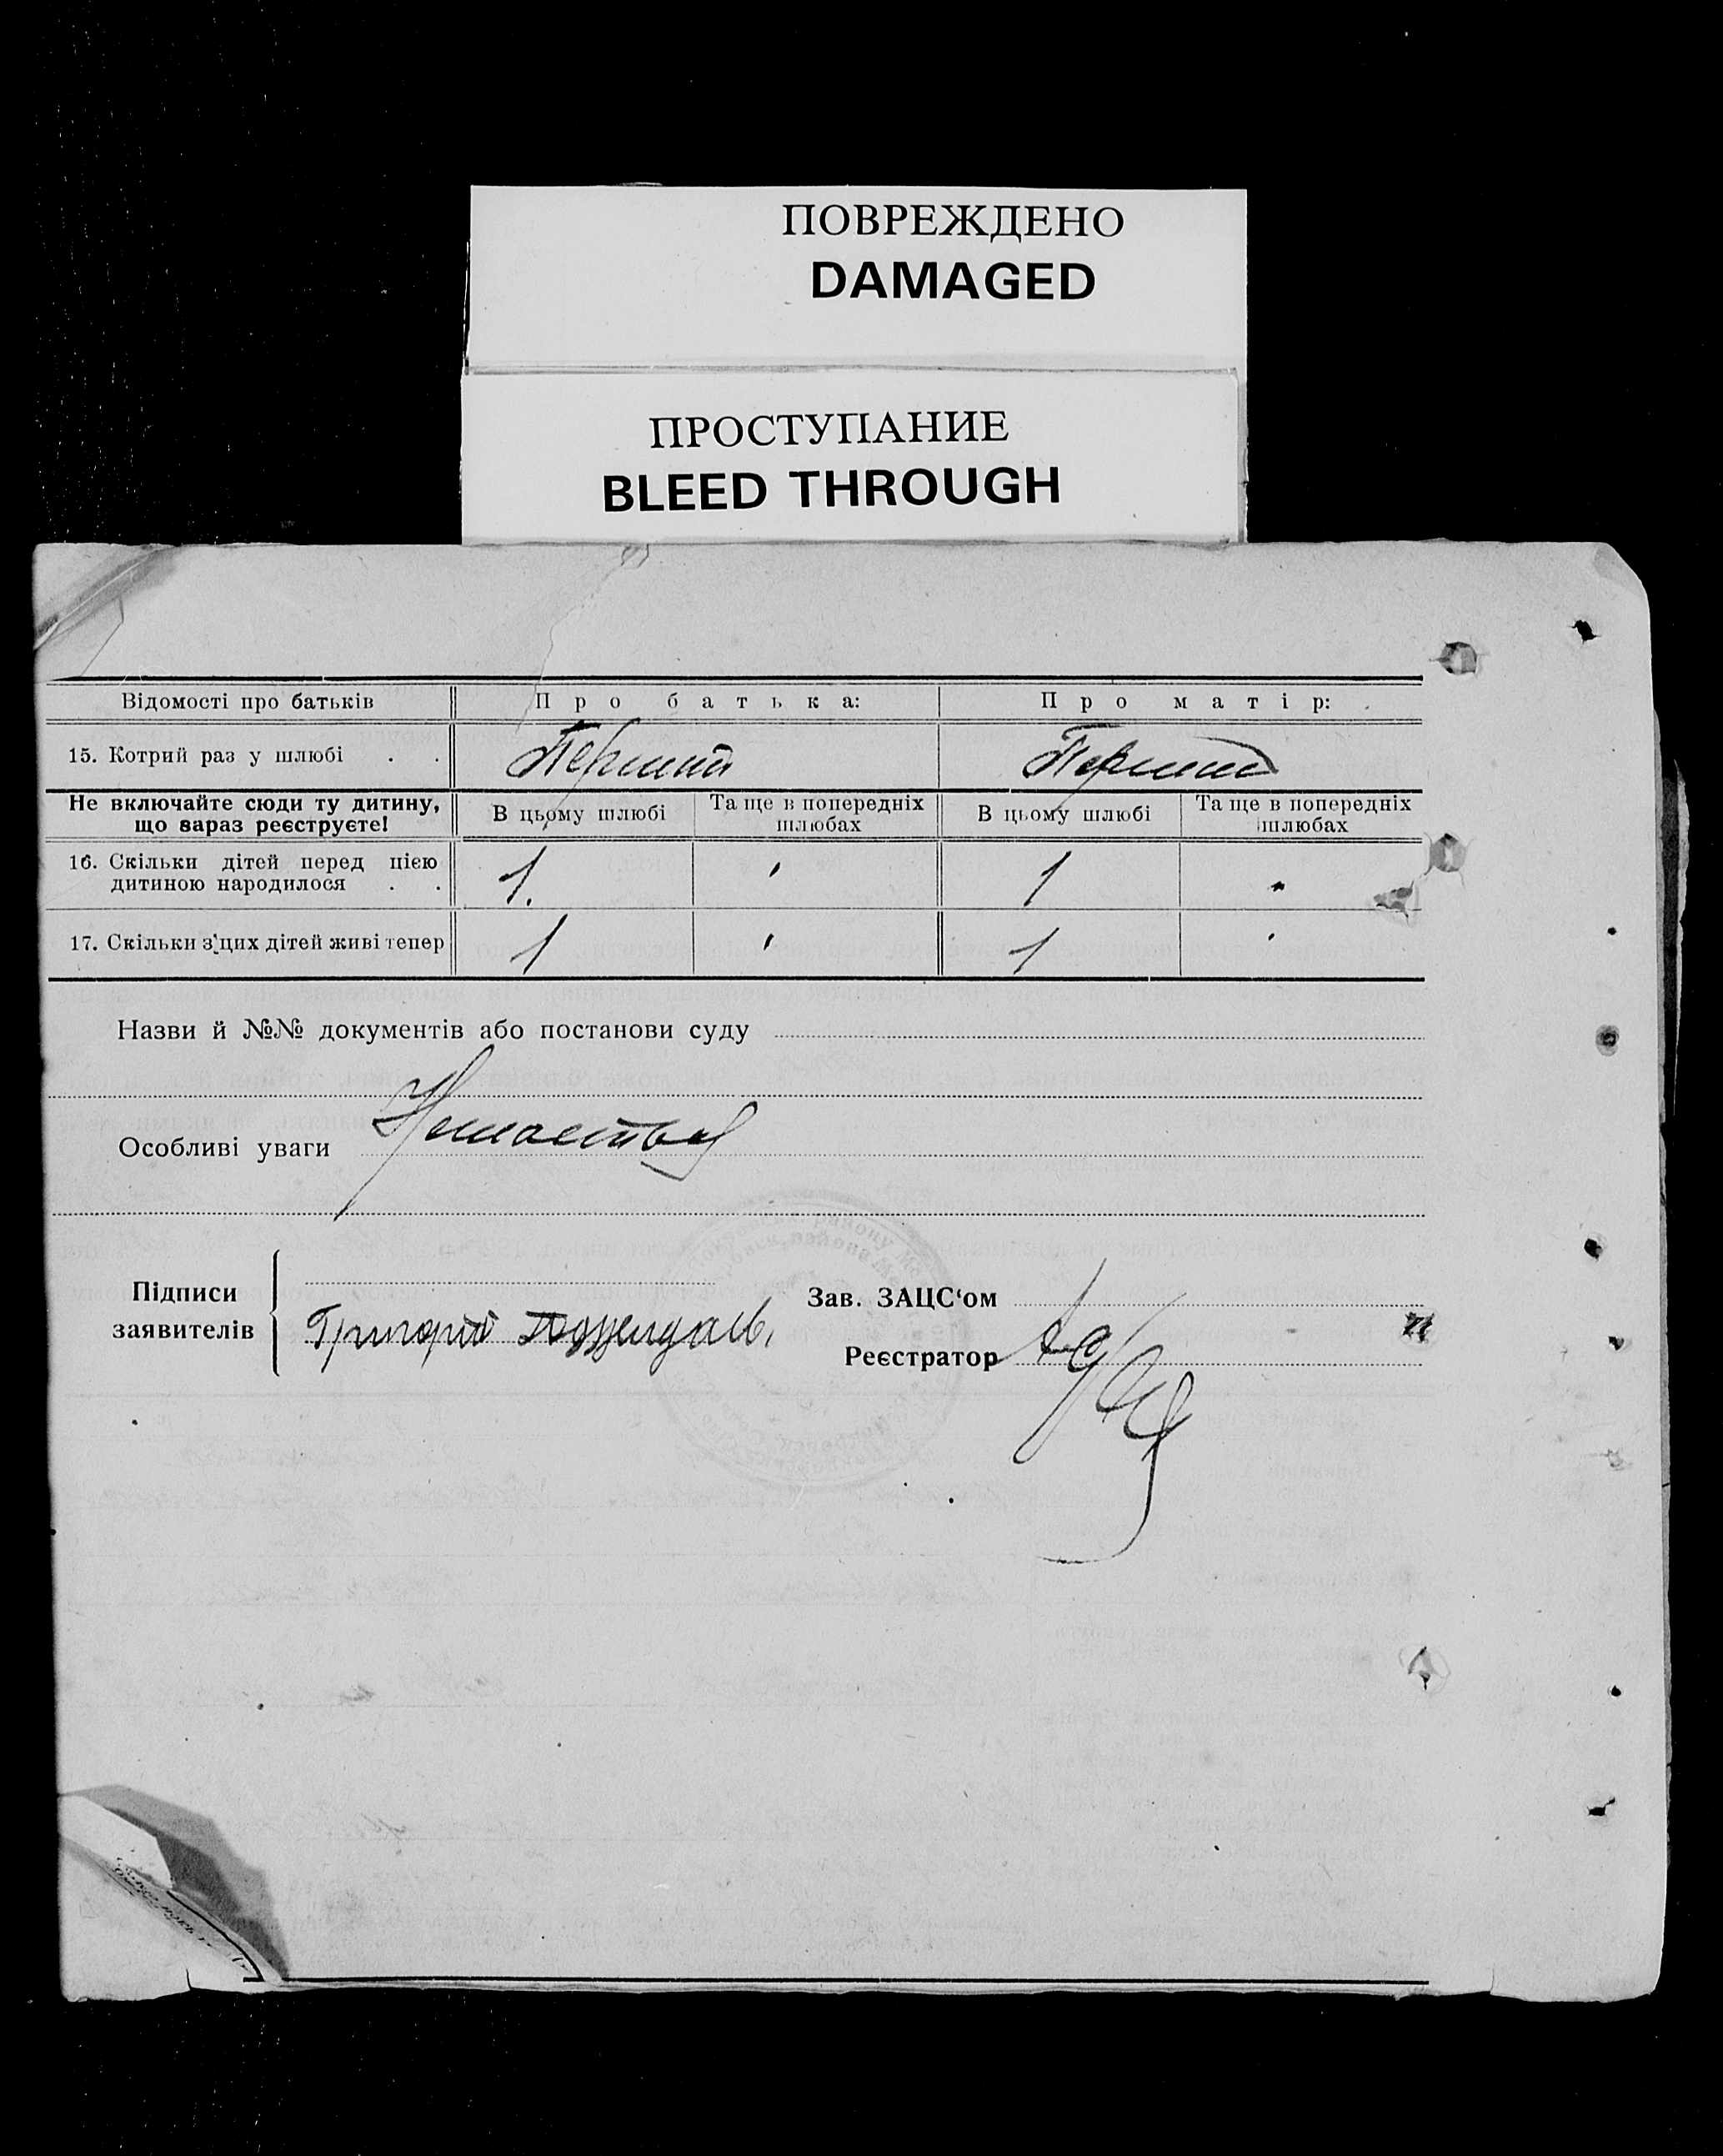 ПОВРЕЖДЕНО
DAMAGED
ПРОСТУПАНИЕ
BLEED THROUGH
Відомості про батьків Про батька: Про матір:
15. Котрий раз у шлюбі . . Перший Перший
Не включайте сюди ту дитину, що зараз реєструєте! В цьому шлюбі Та ще в попередніх шлюбах В цьому шлюбі Та ще в попередніх шлюбах
16. Скільки дітей перед цією
дитиною народилося . . 1. 1
17. Скільки з'цих дітей живі тепер 1 1
Назви й №№ документів або постанови суду
Особливі уваги
Підписи
заявителів
Григорій
Зав. ЗАЦС‘ом
Реєстратор